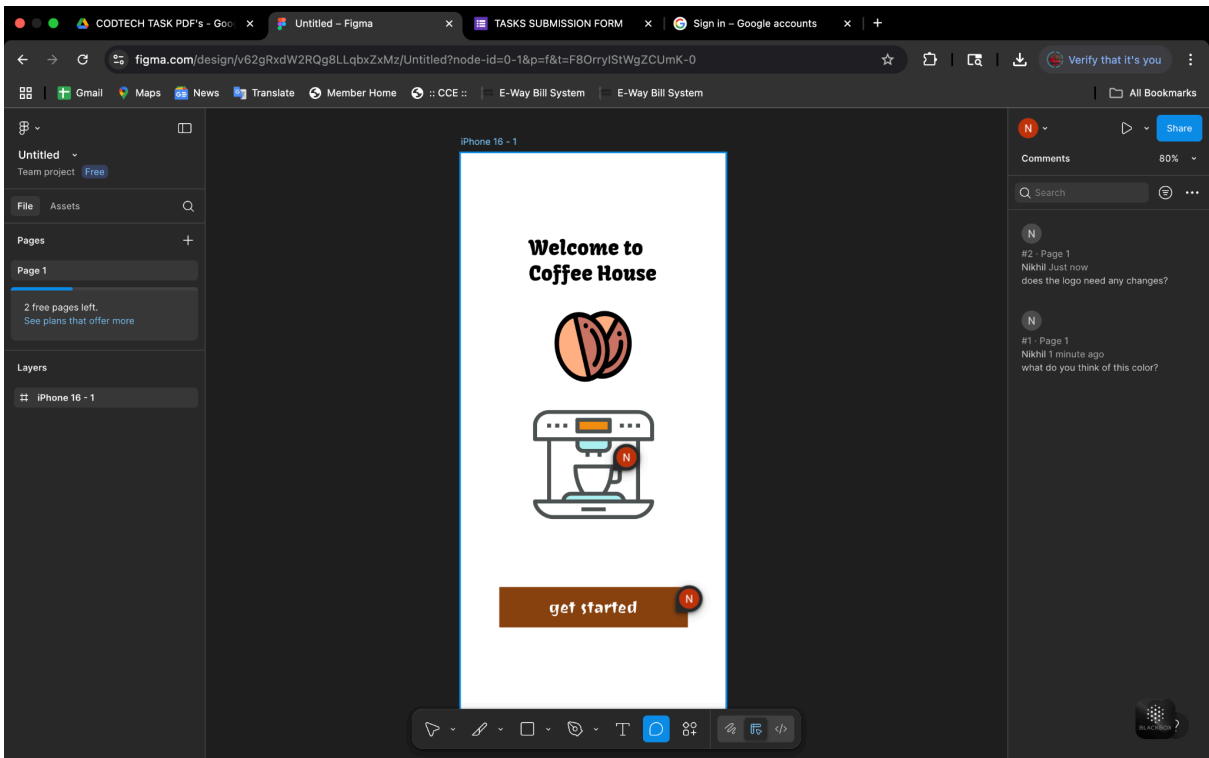 CODTECH TASK PDF's - Goo
Untitled – Figma
TASKS SUBMISSION FORM
Sign in – Google accounts
figma.com/design/v62gRxdW2RQg8LLqbxZxMz/Untitled?node-id=0-1&p=f&t=F8OrryIStWgZCUmK-0
Verify that it's you
Gmail
Maps
News
Translate
Member Home
:: CCE ::
E-Way Bill System
E-Way Bill System
All Bookmarks
Untitled
Team project Free
File Assets
Pages
Page 1
2 free pages left.
See plans that offer more
Layers
iPhone 16 - 1
iPhone 16 - 1
Welcome to
Coffee House
N
get started
N
N
Share
Comments 80%
Search
N
#2 · Page 1
Nikhil Just now
does the logo need any changes?
N
#1 · Page 1
Nikhil 1 minute ago
what do you think of this color?
BLACKBOX
?